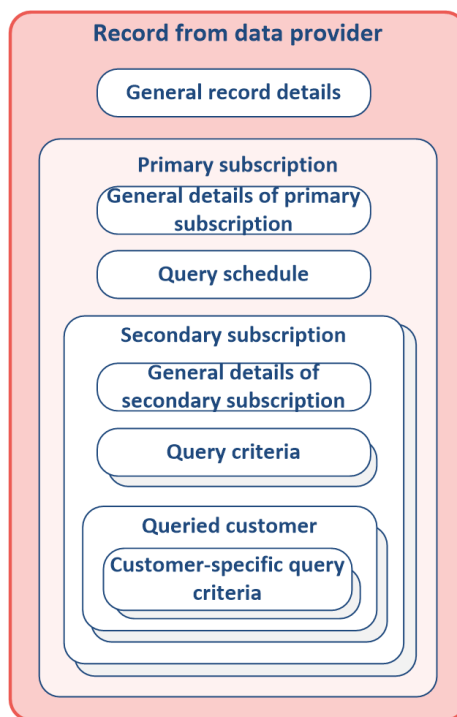 Record from data provider
General record details
Primary subscription
General details of primary
subscription
Query schedule
Secondary subscription
General details of
secondary subscription
Query criteria
Queried customer
Customer-specific query
criteria